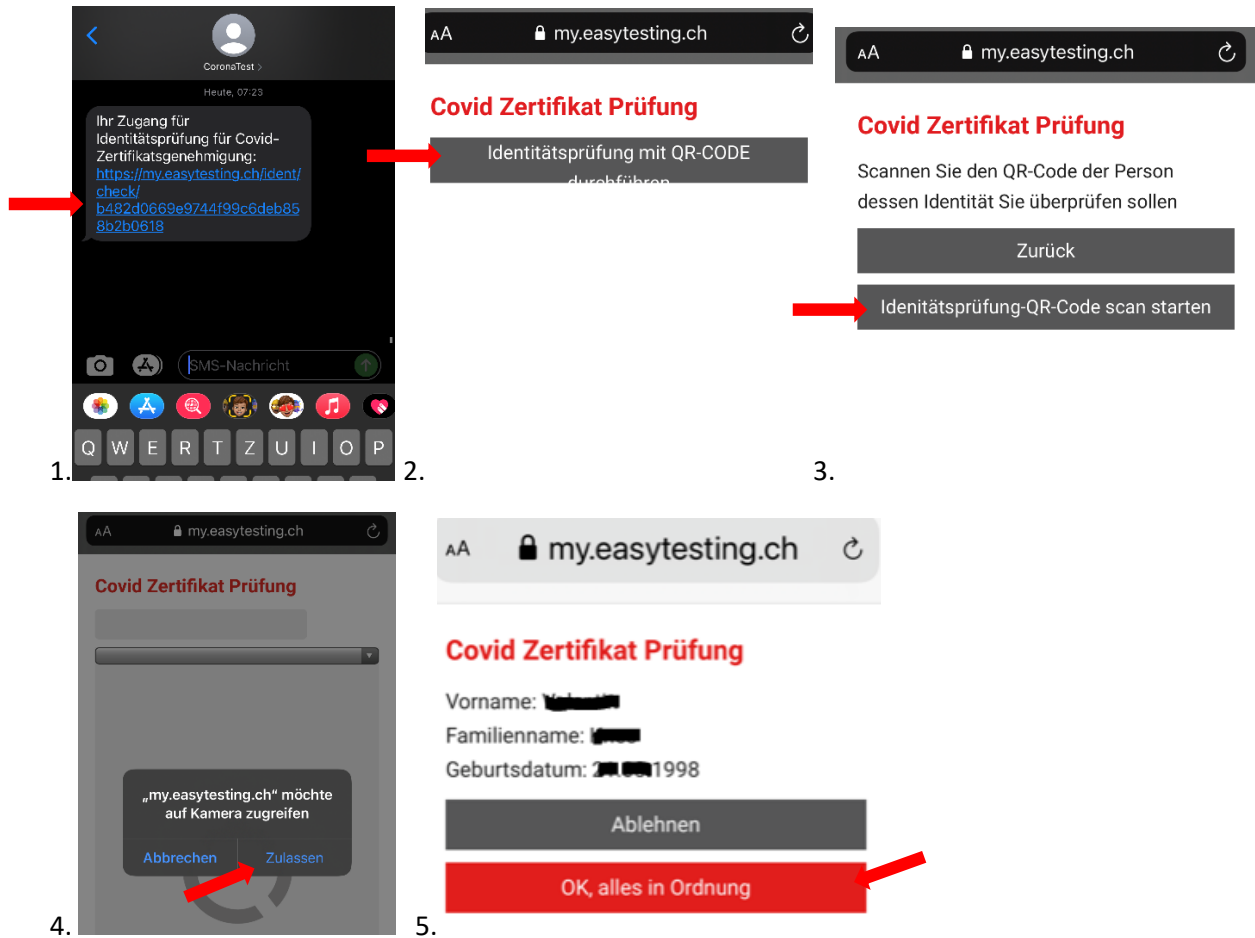 CoronaTest >
Heute, 07:23
Ihr Zugang für
Identitätsprüfung für Covid-
Zertifikatsgenehmigung:
https://my.easytesting.ch/ident/
check/
b482d0669e9744f99c6deb85
8b2b0618
SMS-Nachricht
Q W E R T Z U I O P
1.
AA my.easytesting.ch
Covid Zertifikat Prüfung
Identitätsprüfung mit QR-CODE
durchführen
2.
AA my.easytesting.ch
Covid Zertifikat Prüfung
Scannen Sie den QR-Code der Person
dessen Identität Sie überprüfen sollen
Zurück
Idenitätsprüfung-QR-Code scan starten
3.
AA my.easytesting.ch
Covid Zertifikat Prüfung
„my.easytesting.ch" möchte
auf Kamera zugreifen
Abbrechen Zulassen
4.
AA my.easytesting.ch
Covid Zertifikat Prüfung
Vorname:
Familienname:
Geburtsdatum: 1998
Ablehnen
OK, alles in Ordnung
5.